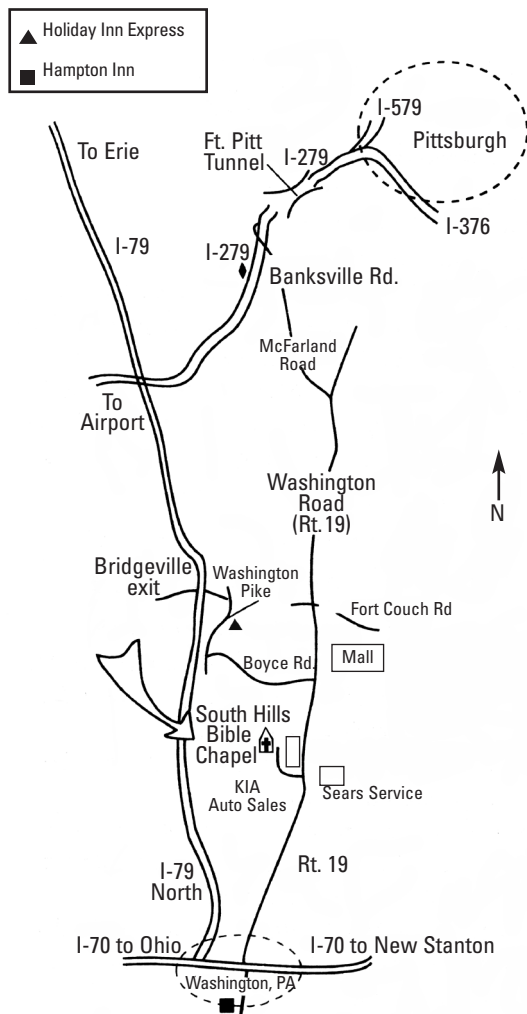 Holiday Inn Express
Hampton Inn
I-579
Pittsburgh
Ft. Pitt
Tunnel
I-279
To Erie
I-376
I-79
I-279
Banksville Rd.
McFarland
Road
To
Airport
Washington
Road
(Rt. 19)
N
Bridgeville
exit
Washington
Pike
Fort Couch Rd
Boyce Rd.
Mall
South Hills
Bible
Chapel
KIA
Auto Sales
Sears Service
I-79
North
Rt. 19
I-70 to Ohio
I-70 to New Stanton
Washington, PA